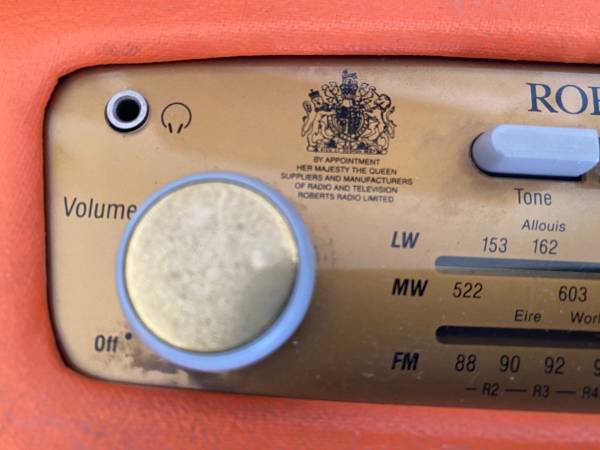 ROB
BY APPOINTMENT
HER MAJESTY THE QUEEN
SUPPLIERS AND MANUFACTURERS
OF RADIO AND TELEVISION
ROBERTS RADIO LIMITED
Tone
Volume
Allouis
LW 153 162
MW 522 603
Eire Worl
Off
FM 88 90 92 9
R2 R3 R4